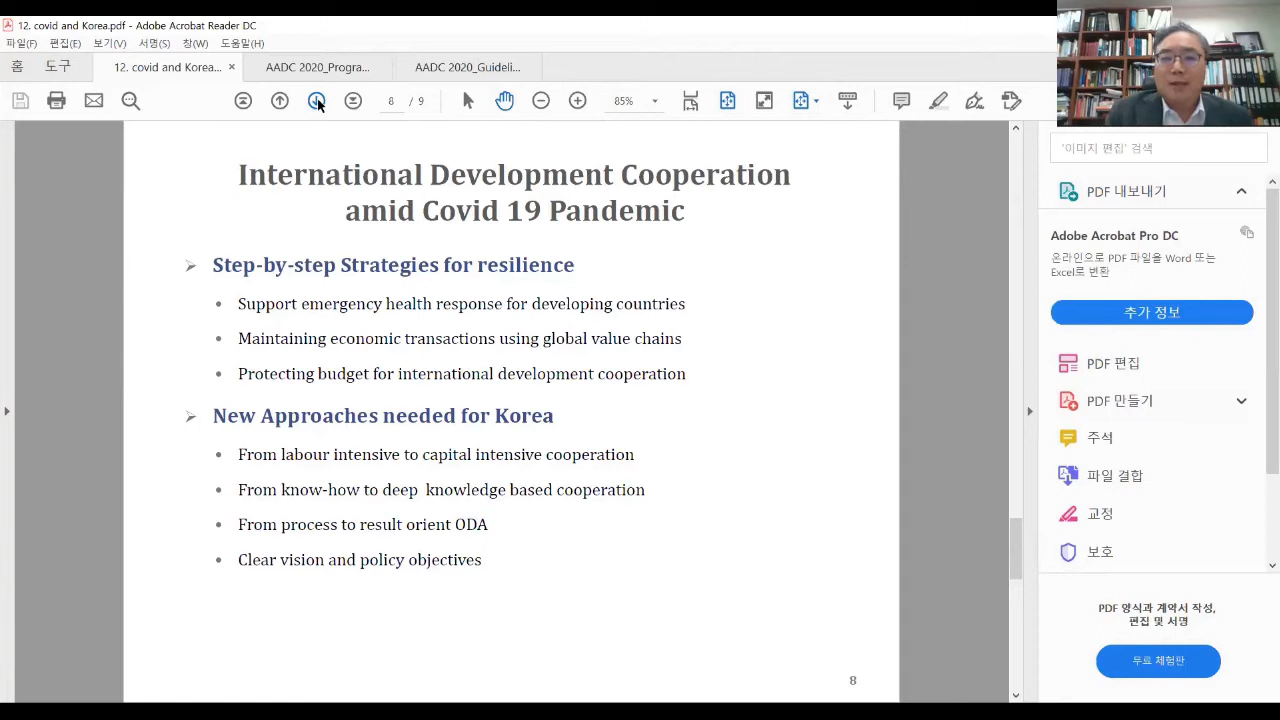 12. covid and Korea.pdf - Adobe Acrobat Reader DC
파일(F) 편집(E) 보기(V) 서명(S) 창(W) 도움말(H)
홈 도구 12. covid and Korea... × AADC 2020_Progra... AADC 2020_Guideli...
8 / 9 85%
International Development Cooperation
amid Covid 19 Pandemic
Step-by-step Strategies for resilience
Support emergency health response for developing countries
Maintaining economic transactions using global value chains
Protecting budget for international development cooperation
New Approaches needed for Korea
From labour intensive to capital intensive cooperation
From know-how to deep knowledge based cooperation
From process to result orient ODA
Clear vision and policy objectives
8
'이미지 편집' 검색
PDF 내보내기
Adobe Acrobat Pro DC
온라인으로 PDF 파일을 Word 또는
Excel로 변환
추가 정보
PDF 편집
PDF 만들기
주석
파일 결합
교정
보호
PDF 양식과 계약서 작성,
편집 및 서명
무료 체험판